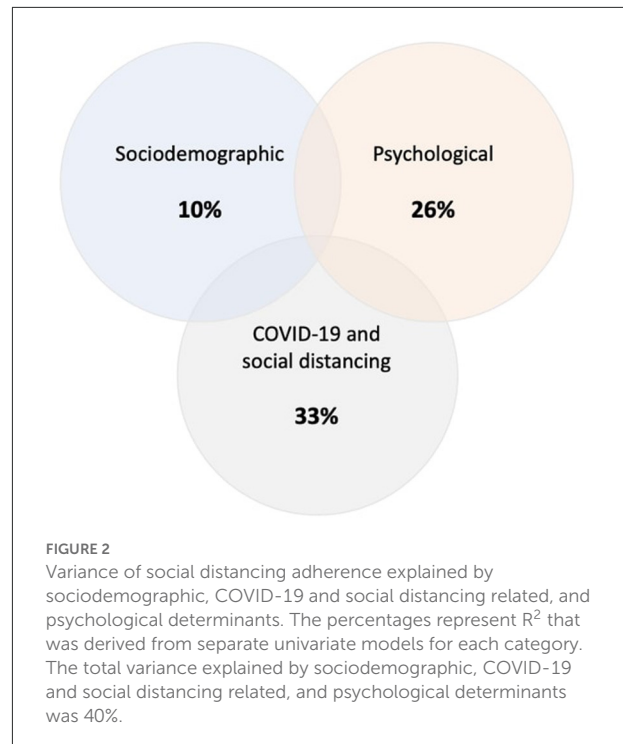 Sociodemographic
10%
Psychological
26%
COVID-19 and
social distancing
33%
FIGURE 2
Variance of social distancing adherence explained by
sociodemographic, COVID-19 and social distancing related, and
psychological determinants. The percentages represent R² that
was derived from separate univariate models for each category.
The total variance explained by sociodemographic, COVID-19
and social distancing related, and psychological determinants
was 40%.